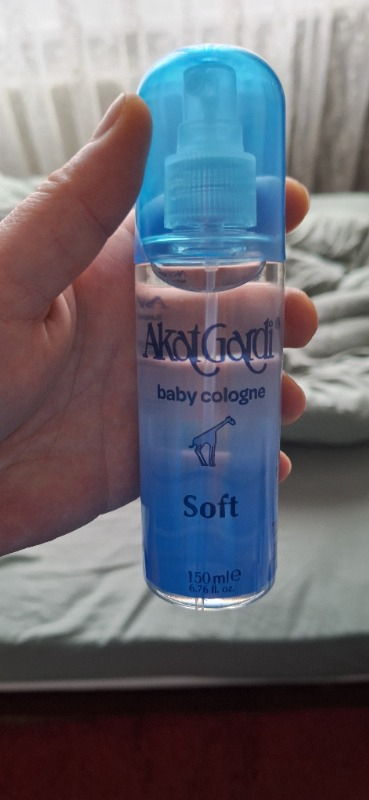 AkatGardi
baby cologne
Soft
150 ml e
6.76 fl. oz.